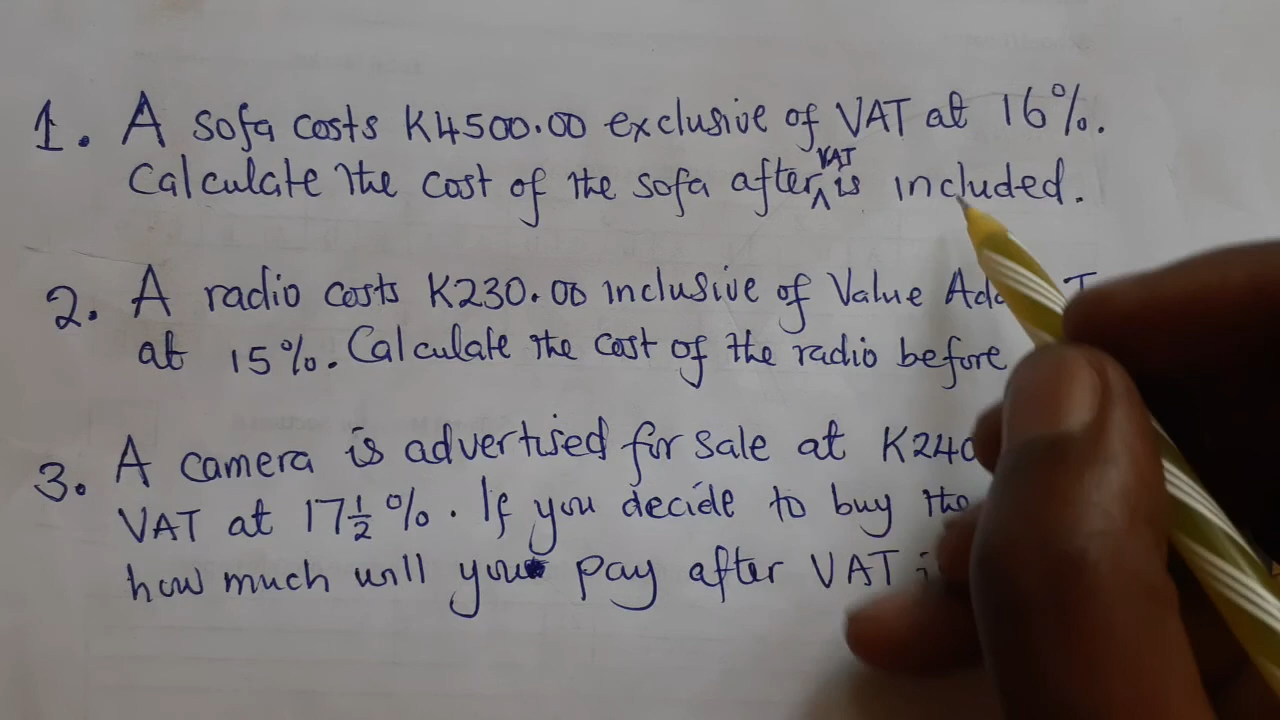 1. A sofa costs K4500.00 exclusive of VAT at 16%.
Calculate the cost of the sofa after VAT is included.
2. A radio costs K230.00 inclusive of Value
at 15%. Calculate the cost of the radio before
3. A camera is advertised for sale at
VAT at 17½%. If you decide to buy the
how much will you pay after VAT